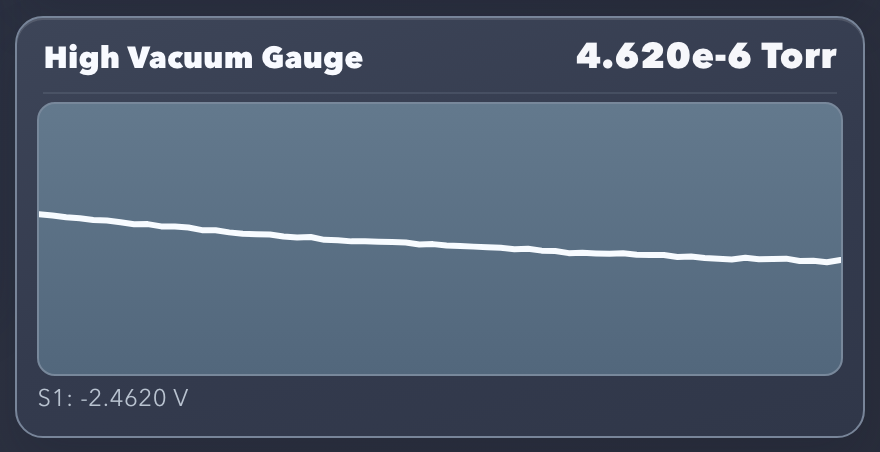 High Vacuum Gauge
4.620e-6 Torr
S1: -2.4620 V